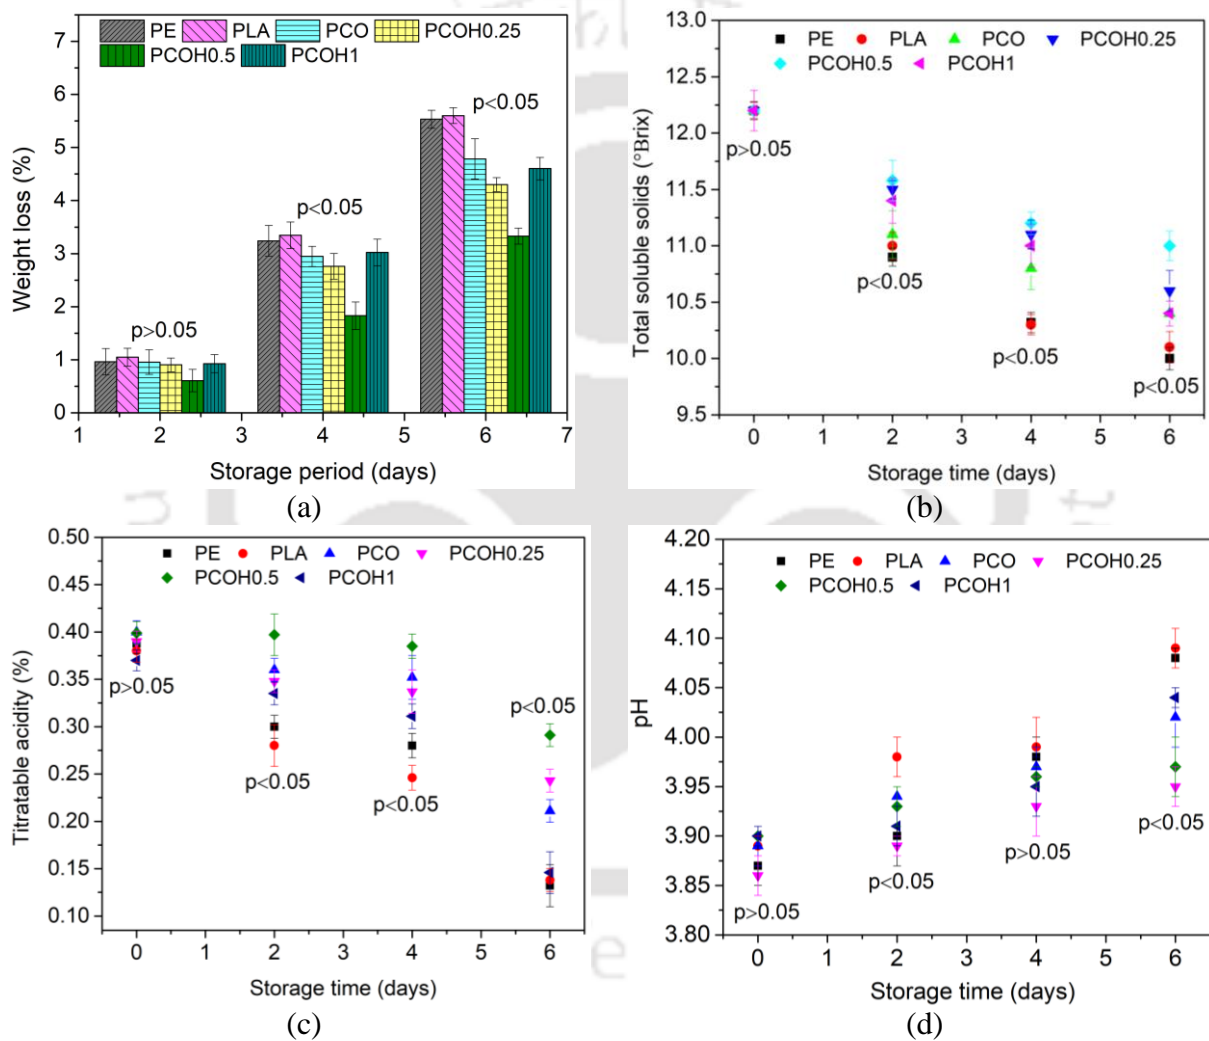 PE PLA PCO PCOH0.25
PCOH0.5 PCOH1
7
6
5
4
3
2
1
0
Weight loss (%)
p>0.05
p<0.05
p<0.05
1 2 3 4 5 6 7
Storage period (days)
(a)
PE PLA PCO PCOH0.25
PCOH0.5 PCOH1
13.0
12.5
12.0
11.5
11.0
10.5
10.0
9.5
Total soluble solids (°Brix)
p>0.05
p<0.05
p<0.05
p<0.05
0 1 2 3 4 5 6
Storage time (days)
(b)
PE PLA PCO PCOH0.25
PCOH0.5 PCOH1
0.50
0.45
0.40
0.35
0.30
0.25
0.20
0.15
0.10
Titratable acidity (%)
p>0.05
p<0.05
p<0.05
p<0.05
0 1 2 3 4 5 6
Storage time (days)
(c)
PE PLA PCO PCOH0.25
PCOH0.5 PCOH1
4.20
4.15
4.10
4.05
4.00
3.95
3.90
3.85
3.80
pH
p>0.05
p<0.05
p>0.05
p<0.05
0 1 2 3 4 5 6
Storage time (days)
(d)